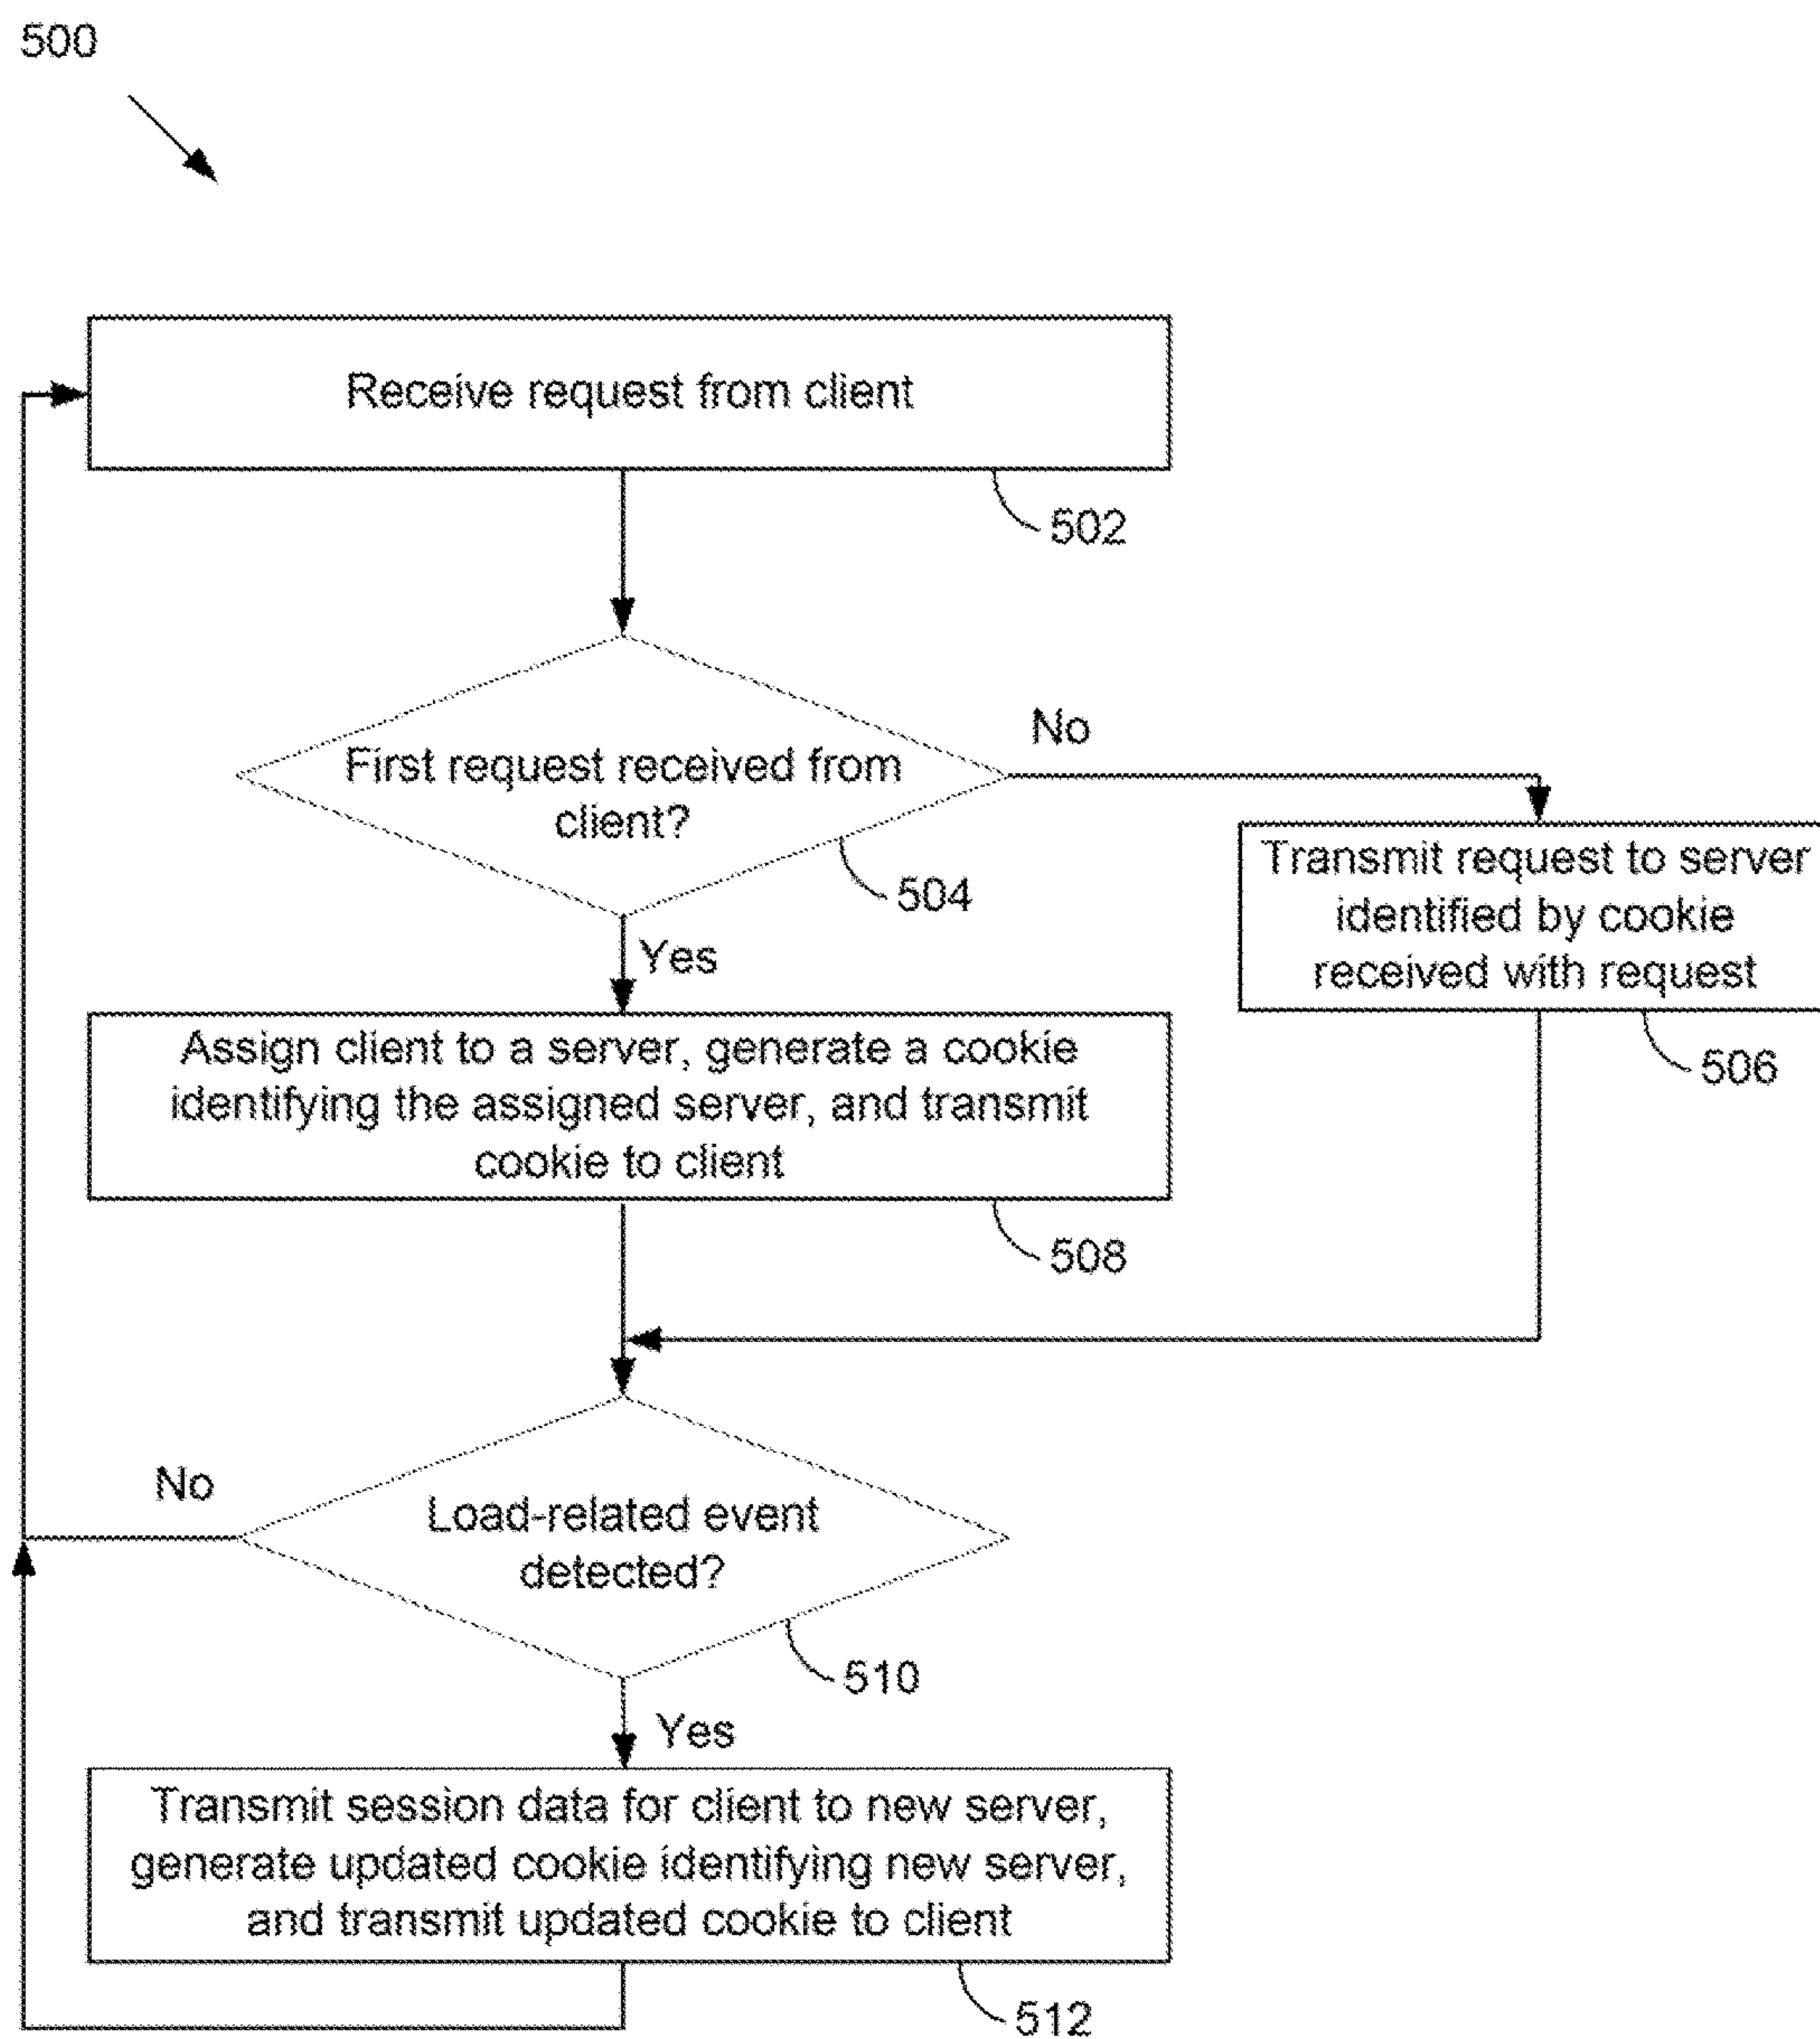 500
Receive request from client
502
First request received from
client?
504
No
Transmit request to server
identified by cookie
received with request
506
Yes
Assign client to a server, generate a cookie
identifying the assigned server, and transmit
cookie to client
508
Load-related event
detected?
510
No
Yes
Transmit session data for client to new server,
generate updated cookie identifying new server,
and transmit updated cookie to client
512